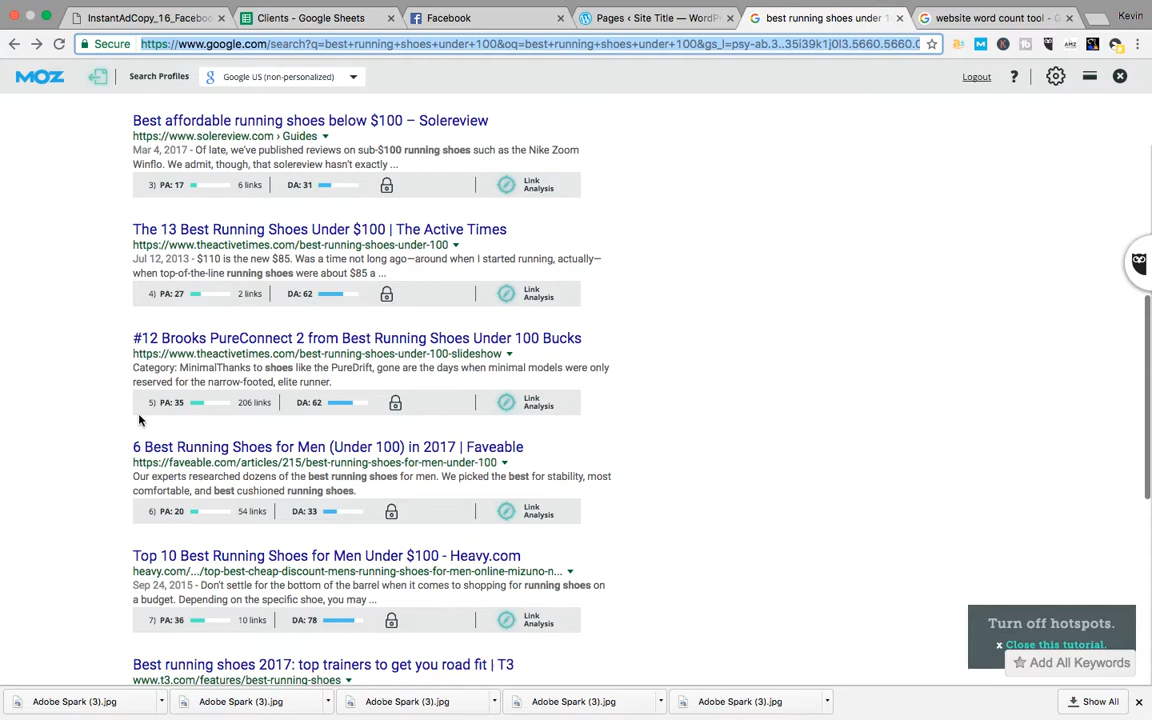 InstantAdCopy_16_Facebo
Clients - Google Sheets
Facebook
Pages ‹ Site Title — WordPr
best running shoes under 1
website word count tool - G
Kevin
Secure
https://www.google.com/search?q=best+running+shoes+under+100&oq=best+running+shoes+under+100&gs_l=psy-ab.3..35i39k1j0l3.5660.5660.0
MOZ
Search Profiles
Google US (non-personalized)
Logout
?
Best affordable running shoes below $100 – Solereview
https://www.solereview.com › Guides
Mar 4, 2017 - Of late, we've published reviews on sub-$100 running shoes such as the Nike Zoom
Winflo. We admit, though, that solereview hasn't exactly ...
3) PA: 17 6 links DA: 31 Link Analysis
The 13 Best Running Shoes Under $100 | The Active Times
https://www.theactivetimes.com/best-running-shoes-under-100
Jul 12, 2013 - $110 is the new $85. Was a time not long ago—around when I started running, actually—
when top-of-the-line running shoes were about $85 a ...
4) PA: 27 2 links DA: 62 Link Analysis
#12 Brooks PureConnect 2 from Best Running Shoes Under 100 Bucks
https://www.theactivetimes.com/best-running-shoes-under-100-slideshow
Category: MinimalThanks to shoes like the PureDrift, gone are the days when minimal models were only
reserved for the narrow-footed, elite runner.
5) PA: 35 206 links DA: 62 Link Analysis
6 Best Running Shoes for Men (Under 100) in 2017 | Faveable
https://faveable.com/articles/215/best-running-shoes-for-men-under-100
Our experts researched dozens of the best running shoes for men. We picked the best for stability, most
comfortable, and best cushioned running shoes.
6) PA: 20 54 links DA: 33 Link Analysis
Top 10 Best Running Shoes for Men Under $100 - Heavy.com
heavy.com/.../top-best-cheap-discount-mens-running-shoes-for-men-online-mizuno-n...
Sep 24, 2015 - Don't settle for the bottom of the barrel when it comes to shopping for running shoes on
a budget. Depending on the specific shoe, you may ...
7) PA: 36 10 links DA: 78 Link Analysis
Turn off hotspots.
x Close this tutorial.
Add All Keywords
Best running shoes 2017: top trainers to get you road fit | T3
www.t3.com/features/best-running-shoes
Adobe Spark (3).jpg
Adobe Spark (3).jpg
Adobe Spark (3).jpg
Adobe Spark (3).jpg
Adobe Spark (3).jpg
Show All